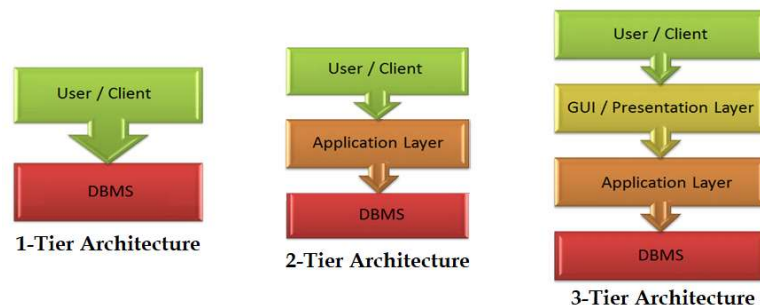 User / Client
DBMS
1-Tier Architecture
User / Client
Application Layer
DBMS
2-Tier Architecture
User / Client
GUI / Presentation Layer
Application Layer
DBMS
3-Tier Architecture